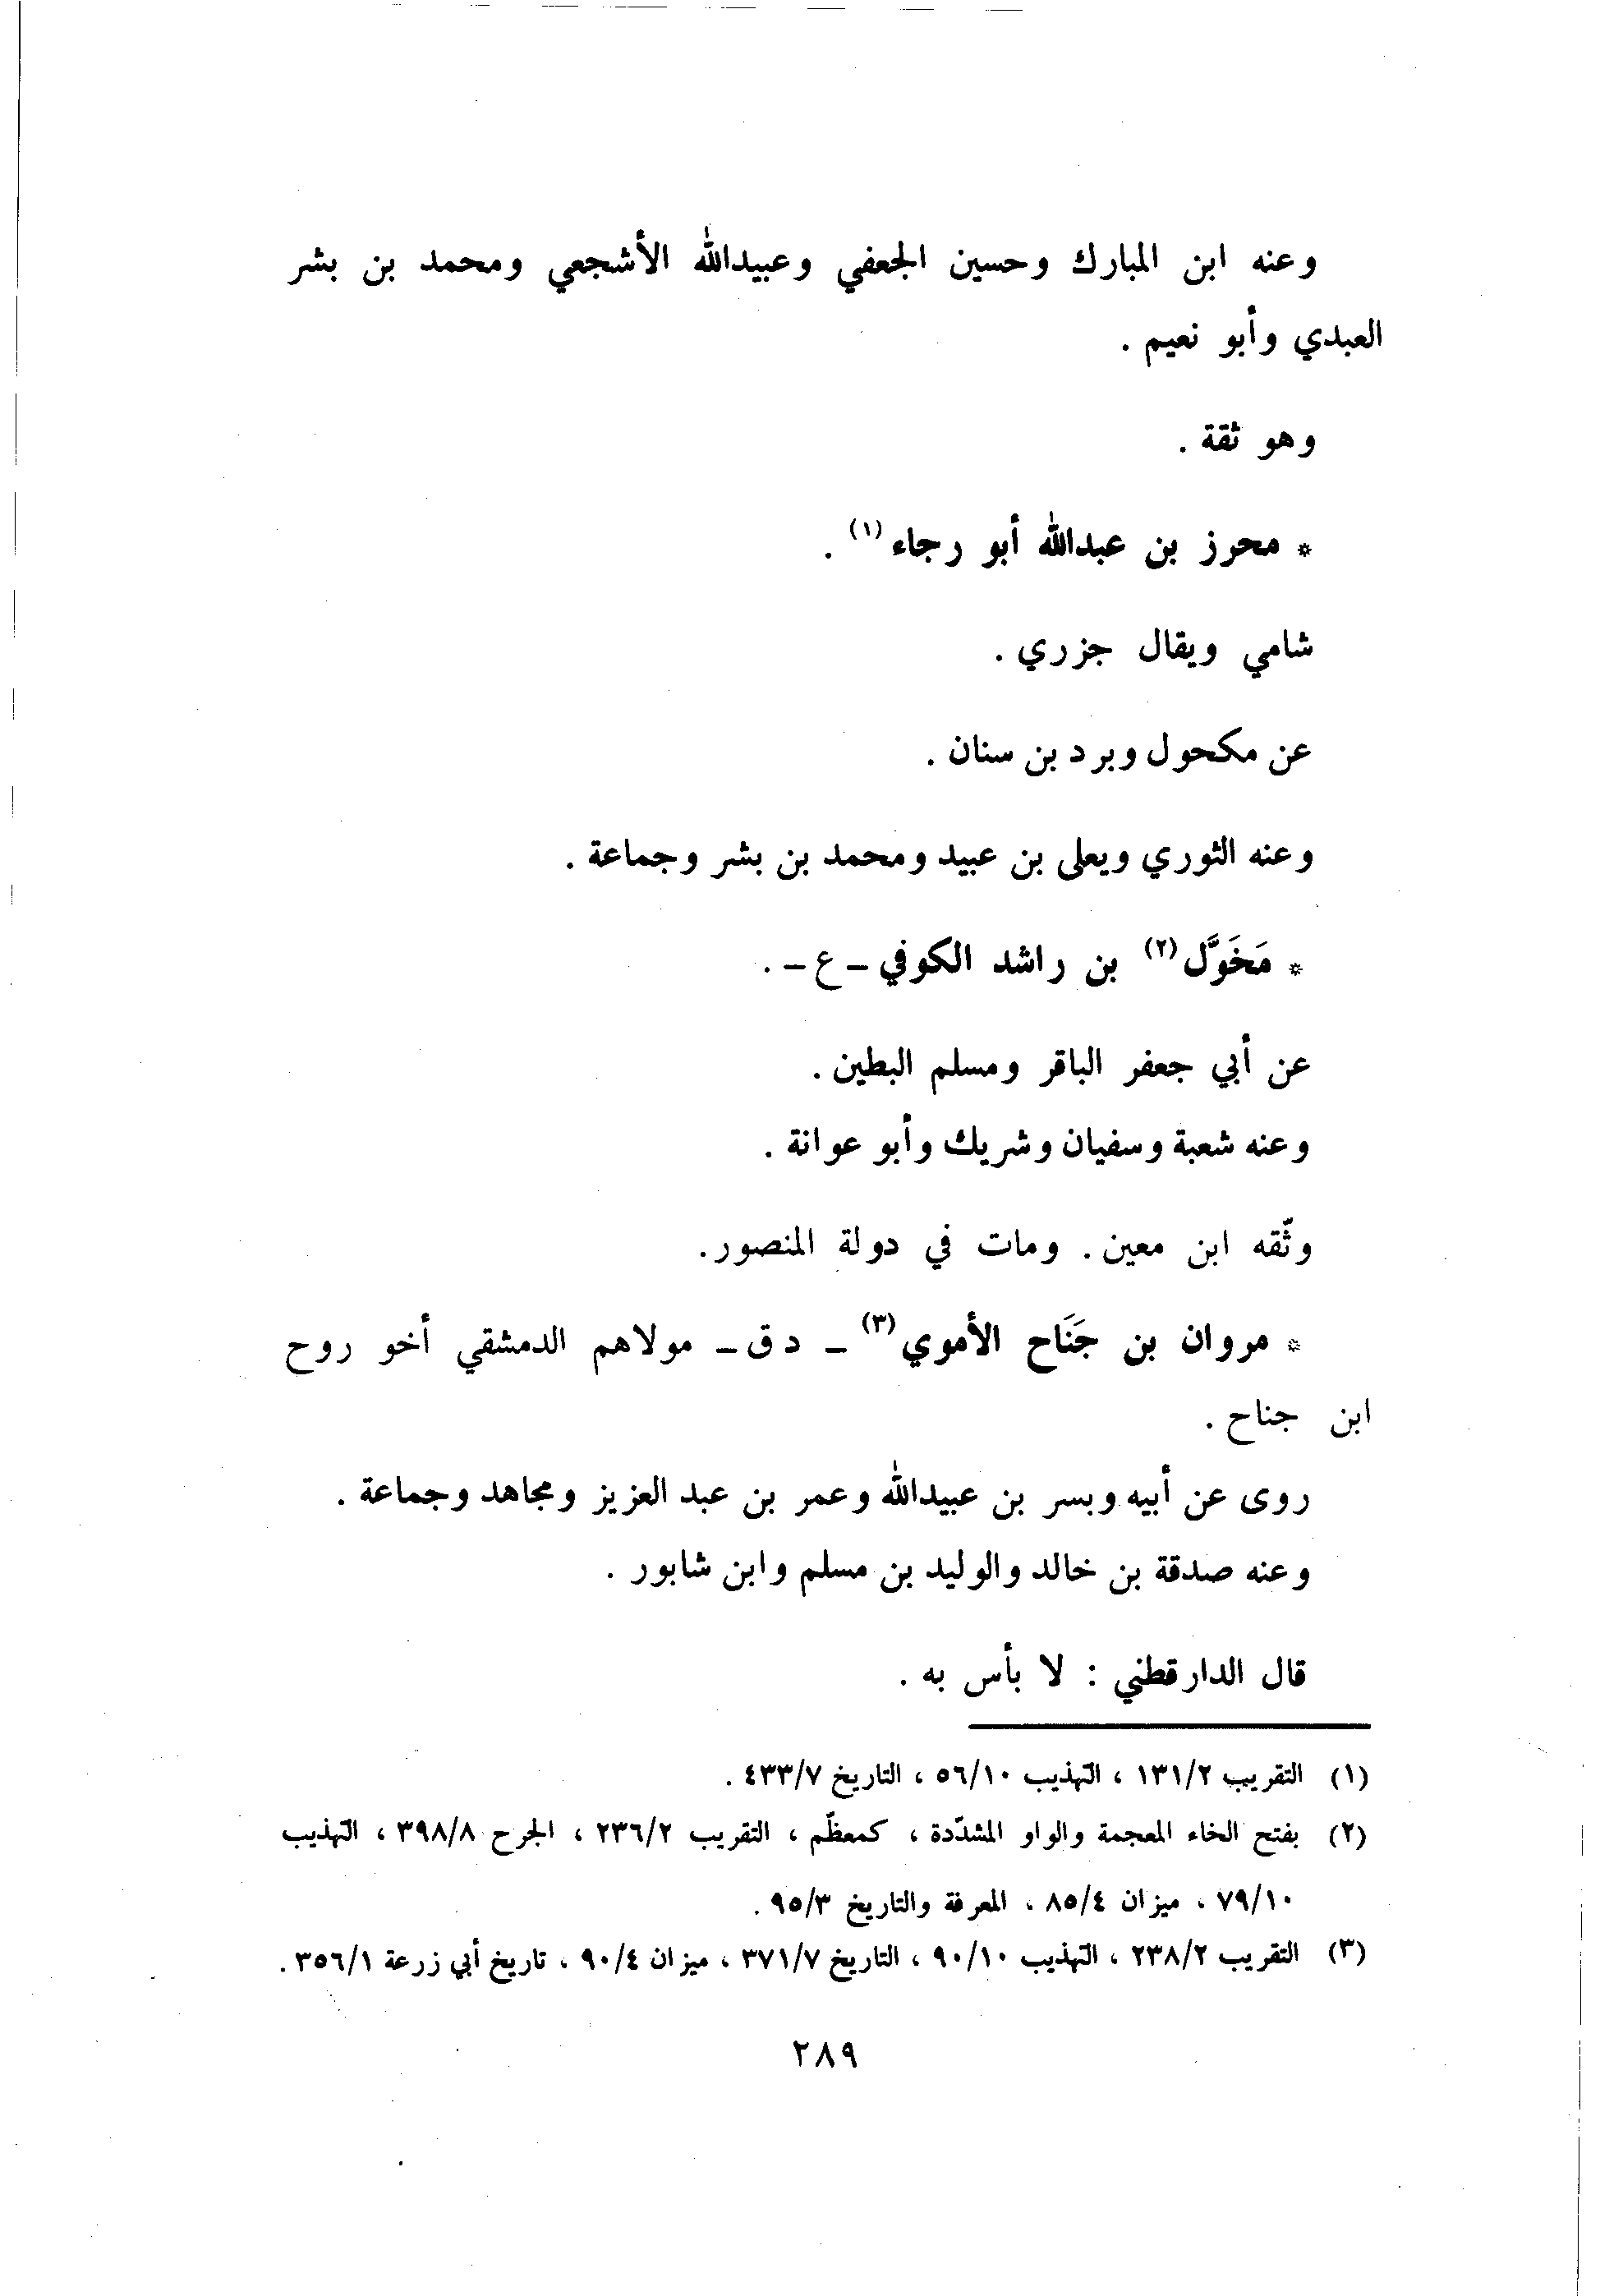 وعنه ابن المبارك وحسين الجعفي وعبيدالله الأشجعي ومحمد بن بشر
العبدي وأبو نعيم .
وهو ثقة .
* محرز بن عبدالله أبو رجاء (١) .
شامي ويقال جزري .
عن مكحول وبرد بن سنان .
وعنه الثوري ويعلى بن عبيد ومحمد بن بشر وجماعة .
* مَخَوَّل (٢) بن راشد الكوفي ـ ع ـ .
عن أبي جعفر الباقر ومسلم البطين .
وعنه شعبة وسفيان وشريك وأبو عوانة .
وثّقه ابن معين . ومات في دولة المنصور .
* مروان بن جَنَاح الأموي (٣) ـ د ق ـ مولاهم الدمشقي أخو روح
ابن جناح .
روى عن أبيه وبسر بن عبيدالله وعمر بن عبد العزيز ومجاهد وجماعة .
وعنه صدقة بن خالد والوليد بن مسلم وابن شابور .
قال الدارقطني : لا بأس به .
(١) التقريب ١٣١/٢ ، التهذيب ٥٦/١٠ ، التاريخ ٤٣٣/٧ .
(٢) بفتح الخاء المعجمة والواو المشدّدة ، كمعظّم ، التقريب ٢٣٦/٢ ، الجرح ٣٩٨/٨ ، التهذيب
٧٩/١٠ ، ميزان ٨٥/٤ ، المعرفة والتاريخ ٩٥/٣ .
(٣) التقريب ٢٣٨/٢ ، التهذيب ٩٠/١٠ ، التاريخ ٣٧١/٧ ، ميزان ٩٠/٤ ، تاريخ أبي زرعة ٣٥٦/١ .
٢٨٩